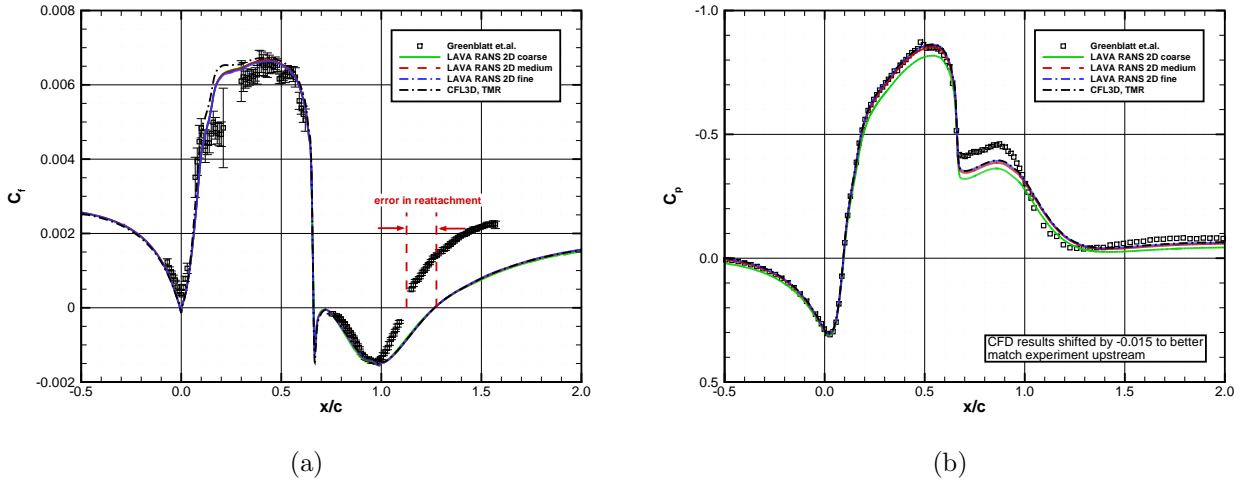 0.008
0.006
0.004
0.002
0
-0.002
-0.5
0.0
0.5
1.0
1.5
2.0
C_f
x/c
Greenblatt et.al.
LAVA RANS 2D coarse
LAVA RANS 2D medium
LAVA RANS 2D fine
CFL3D, TMR
error in reattachment
(a)
-1.0
-0.5
0.0
0.5
-0.5
0.0
0.5
1.0
1.5
2.0
C_p
x/c
Greenblatt et.al.
LAVA RANS 2D coarse
LAVA RANS 2D medium
LAVA RANS 2D fine
CFL3D, TMR
CFD results shifted by -0.015 to better
match experiment upstream
(b)